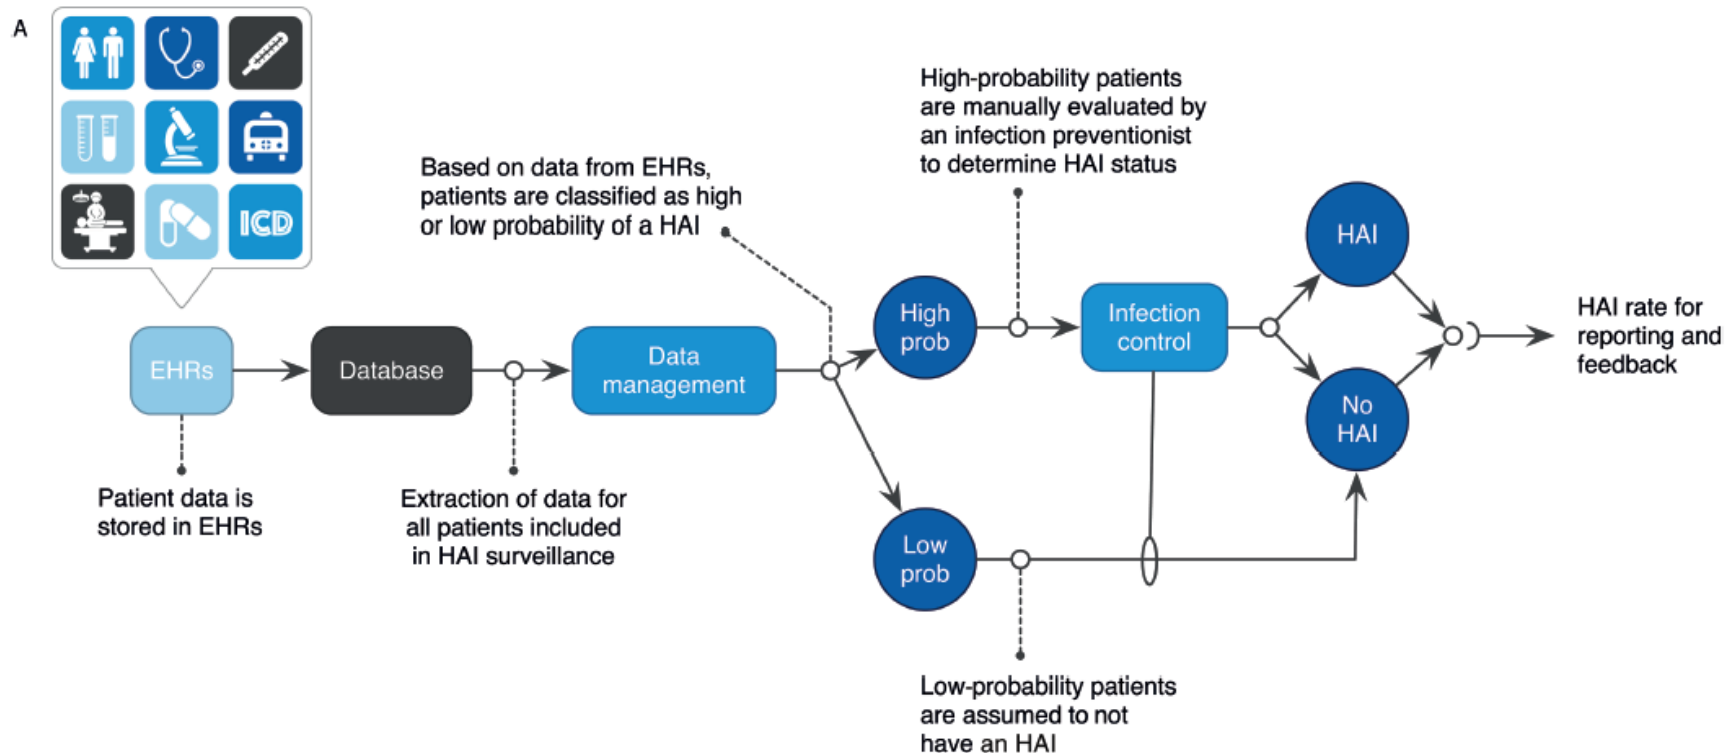 A
ICD
High-probability patients
are manually evaluated by
an infection preventionist
to determine HAI status
Based on data from EHRs,
patients are classified as high
or low probability of a HAI
HAI
High
prob
Infection
control
HAI rate for
reporting and
feedback
EHRs
Database
Data
management
No
HAI
Patient data is
stored in EHRs
Extraction of data for
all patients included
in HAI surveillance
Low
prob
Low-probability patients
are assumed to not
have an HAI